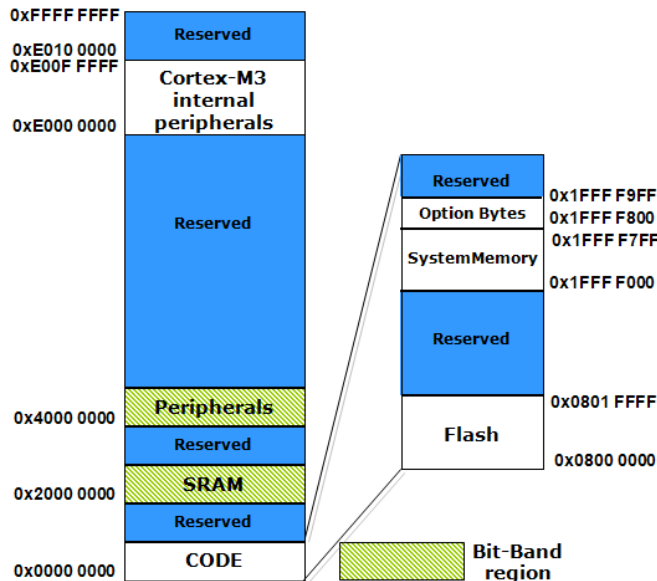 0xFFFF FFFF
Reserved
0xE010 0000
0xE00F FFFF
Cortex-M3
internal
peripherals
0xE000 0000
Reserved
Peripherals
0x4000 0000
Reserved
SRAM
0x2000 0000
Reserved
CODE
0x0000 0000
Reserved
0x1FFF F9FF
Option Bytes
0x1FFF F800
0x1FFF F7FF
SystemMemory
0x1FFF F000
Reserved
0x0801 FFFF
Flash
0x0800 0000
Bit-Band
region